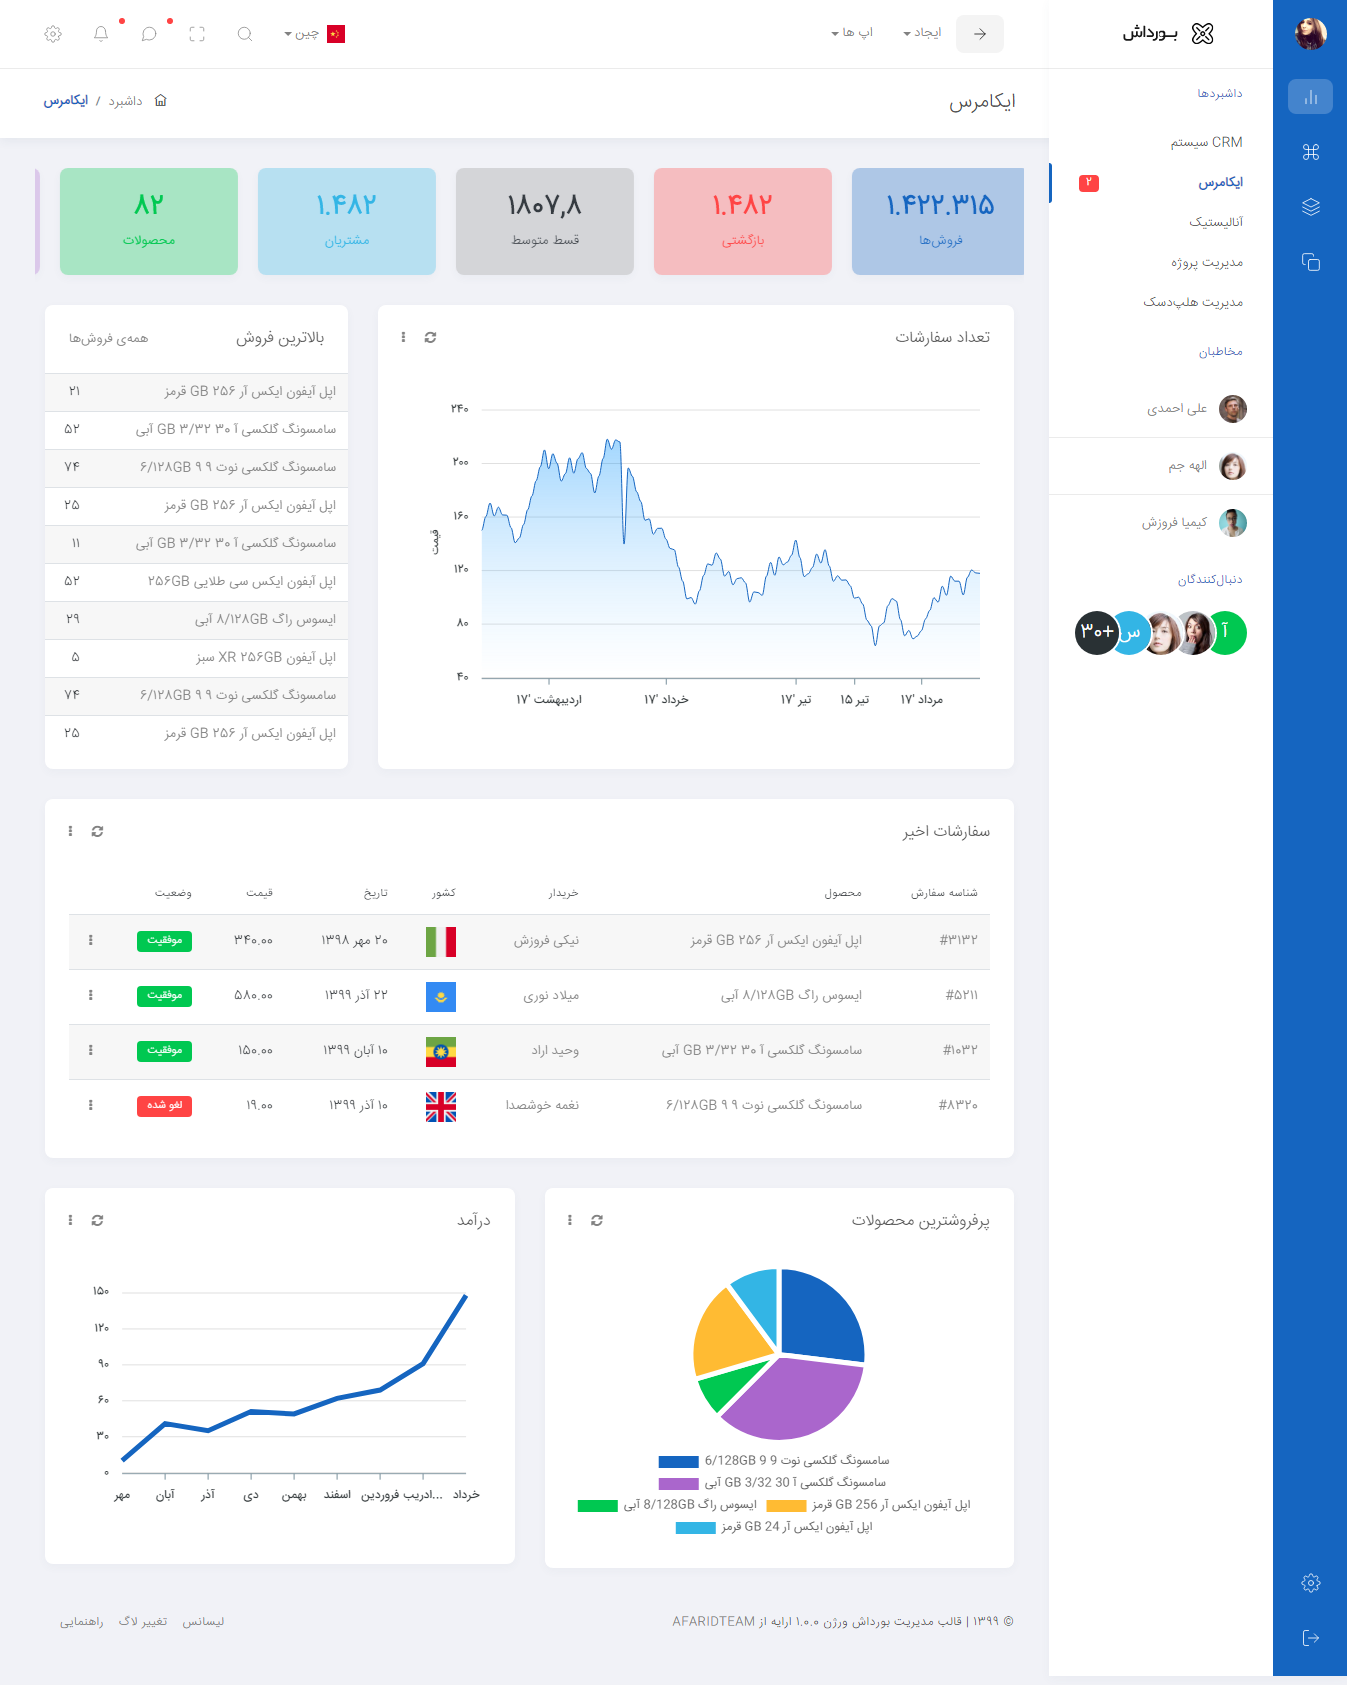 بـورداش
ایجاد
اپ ها
چین
داشبردها
CRM سیستم
ایکامرس
۲
آنالیستیک
مدیریت پروژه
مدیریت هلپ‌دسک
مخاطبان
علی احمدی
الهه جم
کیمیا فروزش
دنبال‌کنندگان
آ
س
۳۰+
ایکامرس
داشبرد / ایکامرس
۱.۴۲۲.۳۱۵
فروش‌ها
۱.۴۸۲
بازگشتی
۱۸۰۷,۸
قسط متوسط
۱.۴۸۲
مشتریان
۸۲
محصولات
تعداد سفارشات
۲۴۰
۲۰۰
۱۶۰
۱۲۰
۸۰
۴۰
قیمت
اردیبهشت '۱۷
خرداد '۱۷
تیر '۱۷
۱۵ تیر
مرداد '۱۷
بالاترین فروش
همه‌ی فروش‌ها
اپل آیفون ایکس آر ۲۵۶ GB قرمز ۲۱
سامسونگ گلکسی آ ۳۰ ۳/۳۲ GB آبی ۵۲
سامسونگ گلکسی نوت ۹ ۹ ۶/۱۲۸GB ۷۴
اپل آیفون ایکس آر ۲۵۶ GB قرمز ۲۵
سامسونگ گلکسی آ ۳۰ ۳/۳۲ GB آبی ۱۱
اپل آیفون ایکس سی طلایی ۲۵۶GB ۵۲
ایسوس راگ ۸/۱۲۸GB آبی ۲۹
اپل آیفون XR ۲۵۶GB سبز ۵
سامسونگ گلکسی نوت ۹ ۹ ۶/۱۲۸GB ۷۴
اپل آیفون ایکس آر ۲۵۶ GB قرمز ۲۵
سفارشات اخیر
شناسه سفارش محصول خریدار کشور تاریخ قیمت وضعیت
#۳۱۳۲ اپل آیفون ایکس آر ۲۵۶ GB قرمز نیکی فروزش ۲۰ مهر ۱۳۹۸ ۳۴۰.۰۰ موفقیت
#۵۲۱۱ ایسوس راگ ۸/۱۲۸GB آبی میلاد نوری ۲۲ آذر ۱۳۹۹ ۵۸۰.۰۰ موفقیت
#۱۰۳۲ سامسونگ گلکسی آ ۳۰ ۳/۳۲ GB آبی وحید اراد ۱۰ آبان ۱۳۹۹ ۱۵۰.۰۰ موفقیت
#۸۳۲۰ سامسونگ گلکسی نوت ۹ ۹ ۶/۱۲۸GB نغمه خوشصدا ۱۰ آذر ۱۳۹۹ ۱۹.۰۰ لغو شده
پرفروشترین محصولات
سامسونگ گلکسی نوت 9 9 6/128GB
سامسونگ گلکسی آ 30 3/32 GB آبی
اپل آیفون ایکس آر 256 GB قرمز
ایسوس راگ 8/128GB آبی
اپل آیفون ایکس آر 24 GB قرمز
درآمد
۱۵۰
۱۲۰
۹۰
۶۰
۳۰
۰
مهر آبان آذر دی بهمن اسفند فروردین ادریب... خرداد
© ۱۳۹۹ | قالب مدیریت بورداش ورژن ۱.۰.۰ ارایه از AFARIDTEAM
لیسانس تغییر لاگ راهنمایی